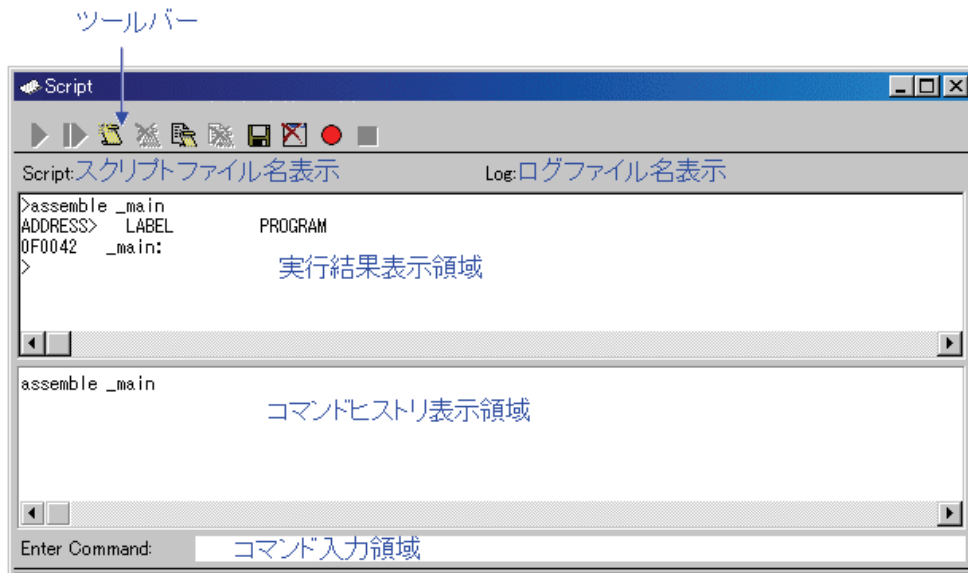 ツールバー
Script
Script:スクリプトファイル名表示 Log:ログファイル名表示
>assemble _main
ADDRESS> LABEL PROGRAM
0F0042 _main:
>
実行結果表示領域
assemble _main
コマンドヒストリ表示領域
Enter Command: コマンド入力領域